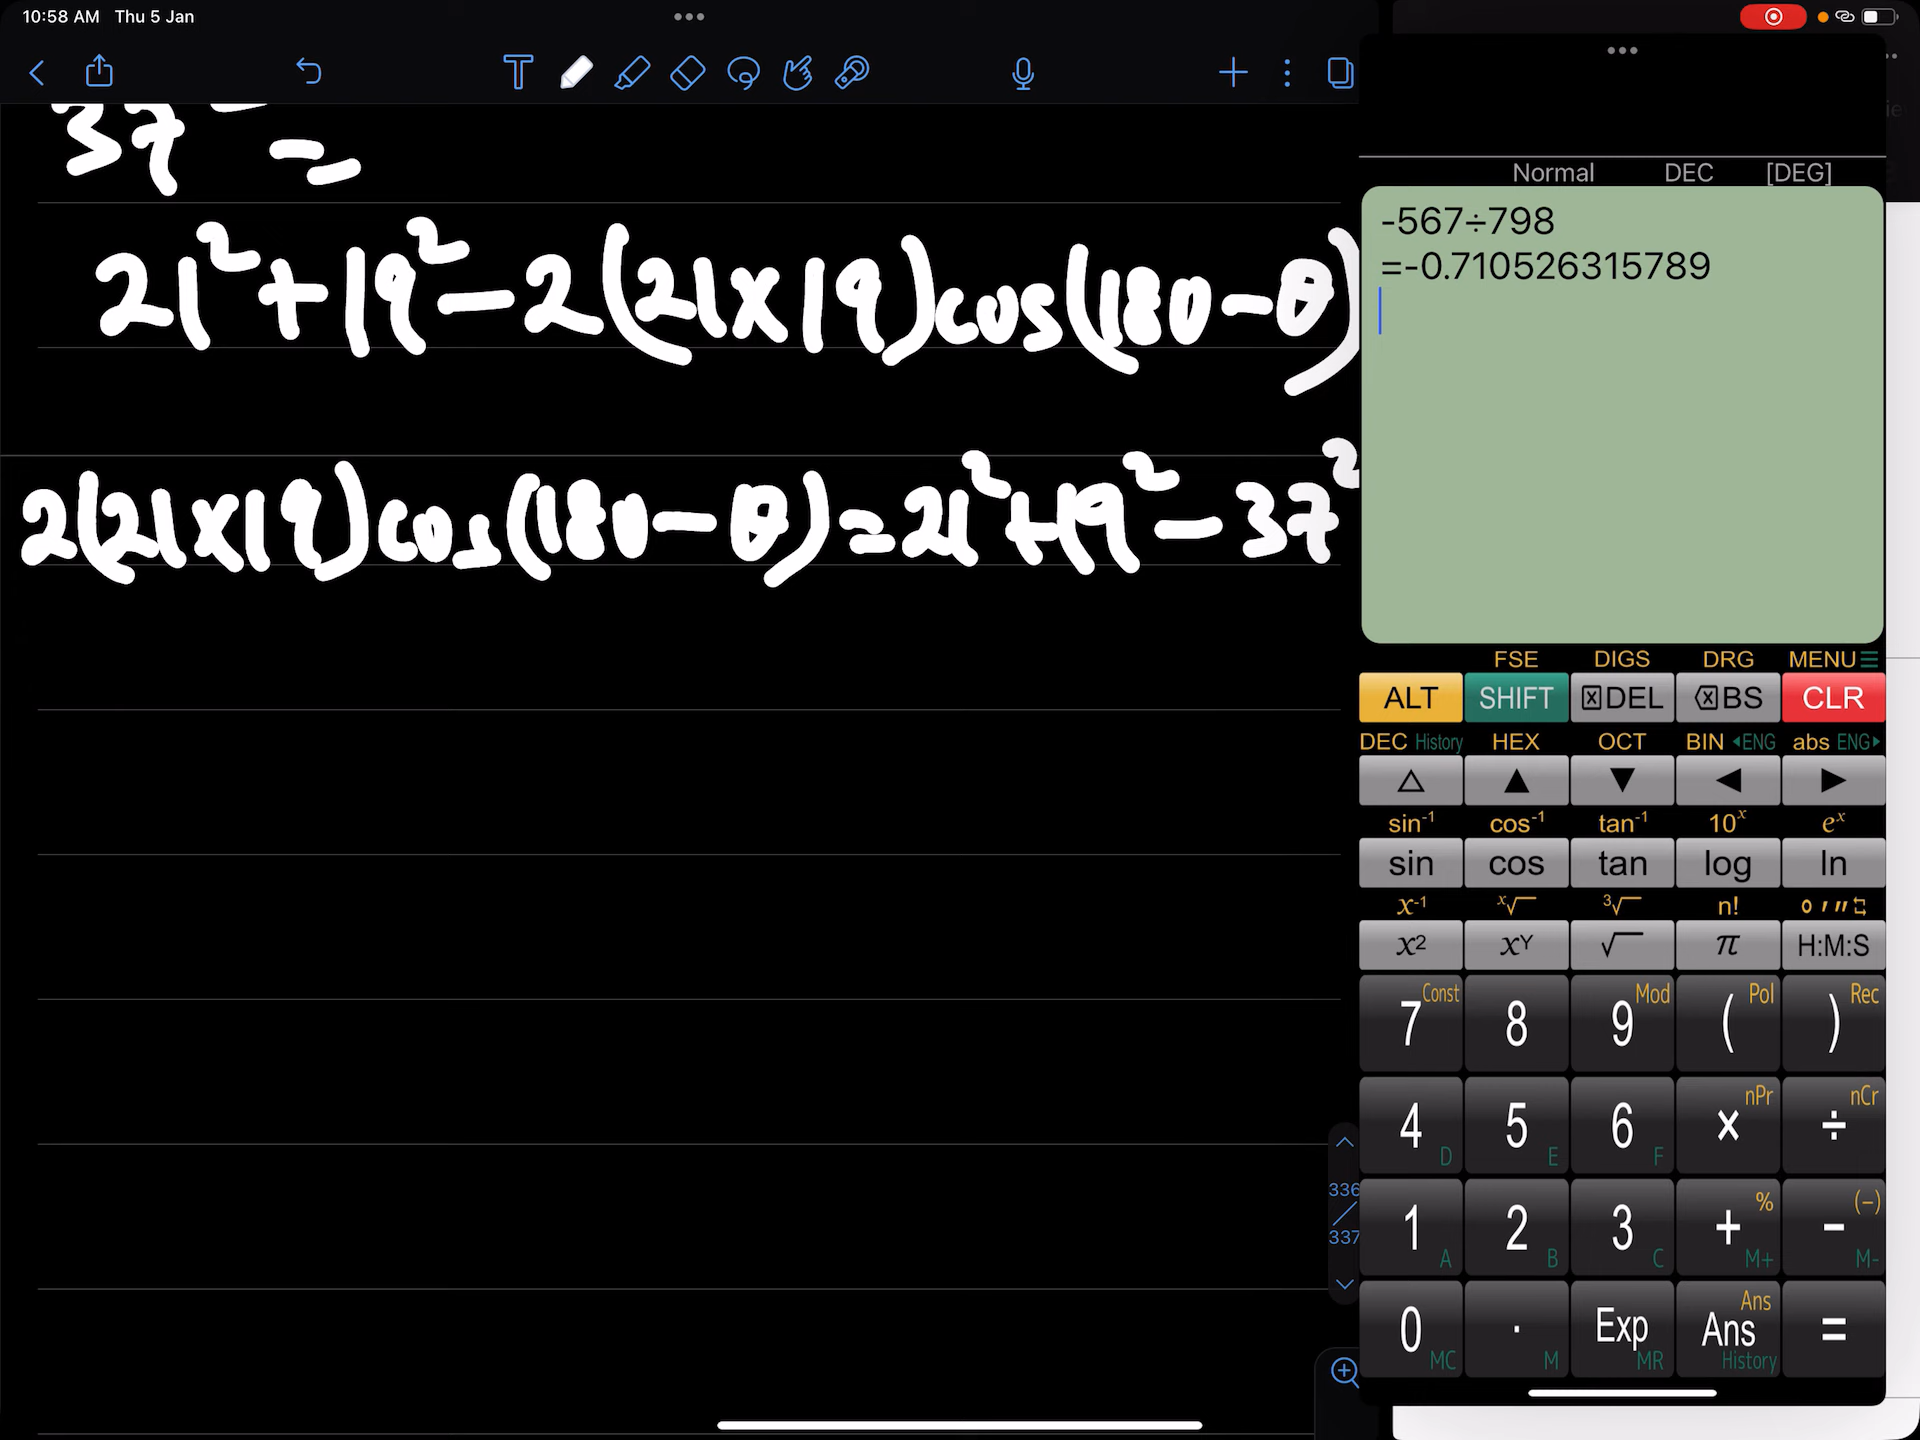 10:58 AM Thu 5 Jan
37² =
21²+19²-2(21×19)cos(180-θ)
2(21×19)cos(180-θ)=21²+19²-37²
336
337
Normal DEC [DEG]
-567÷798
=-0.710526315789
FSE DIGS DRG MENU
ALT SHIFT DEL BS CLR
DEC History HEX OCT BIN ◂ENG abs ENG▸
△ ▲ ▼ ◀ ▶
sin⁻¹ cos⁻¹ tan⁻¹ 10ˣ eˣ
sin cos tan log ln
x⁻¹ ˣ√ ³√ n! o ′ ″
x² xʸ √ π H:M:S
7 Const 8 9 Mod ( Pol ) Rec
4 D 5 E 6 F × nPr ÷ nCr
1 A 2 B 3 C + % M+ − (−) M-
0 MC · M Exp MR Ans Ans History =